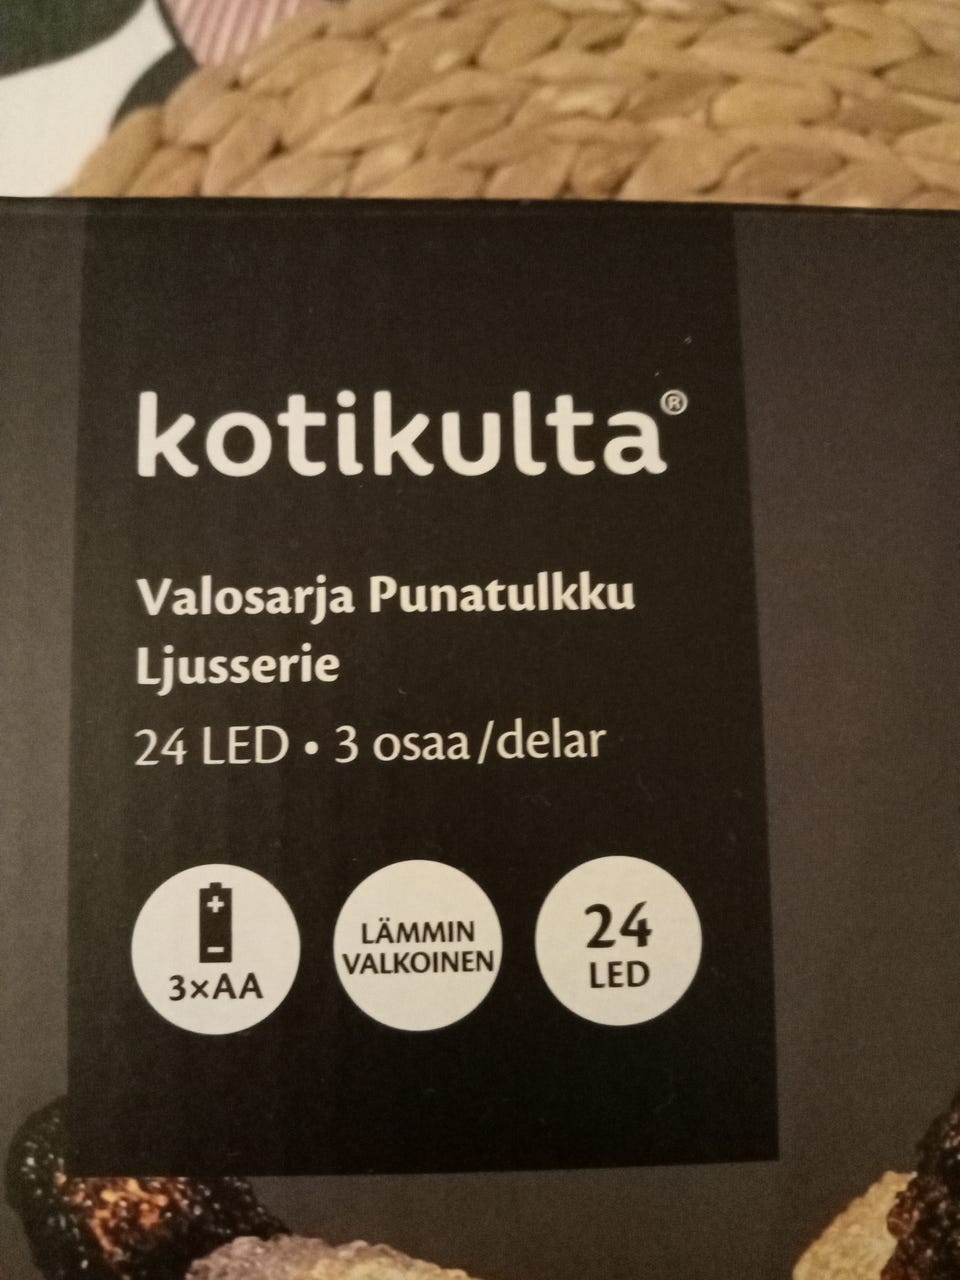 kotikulta®
Valosarja Punatulkku
Ljusserie
24 LED • 3 osaa/delar
+
–
3×AA
LÄMMIN
VALKOINEN
24
LED